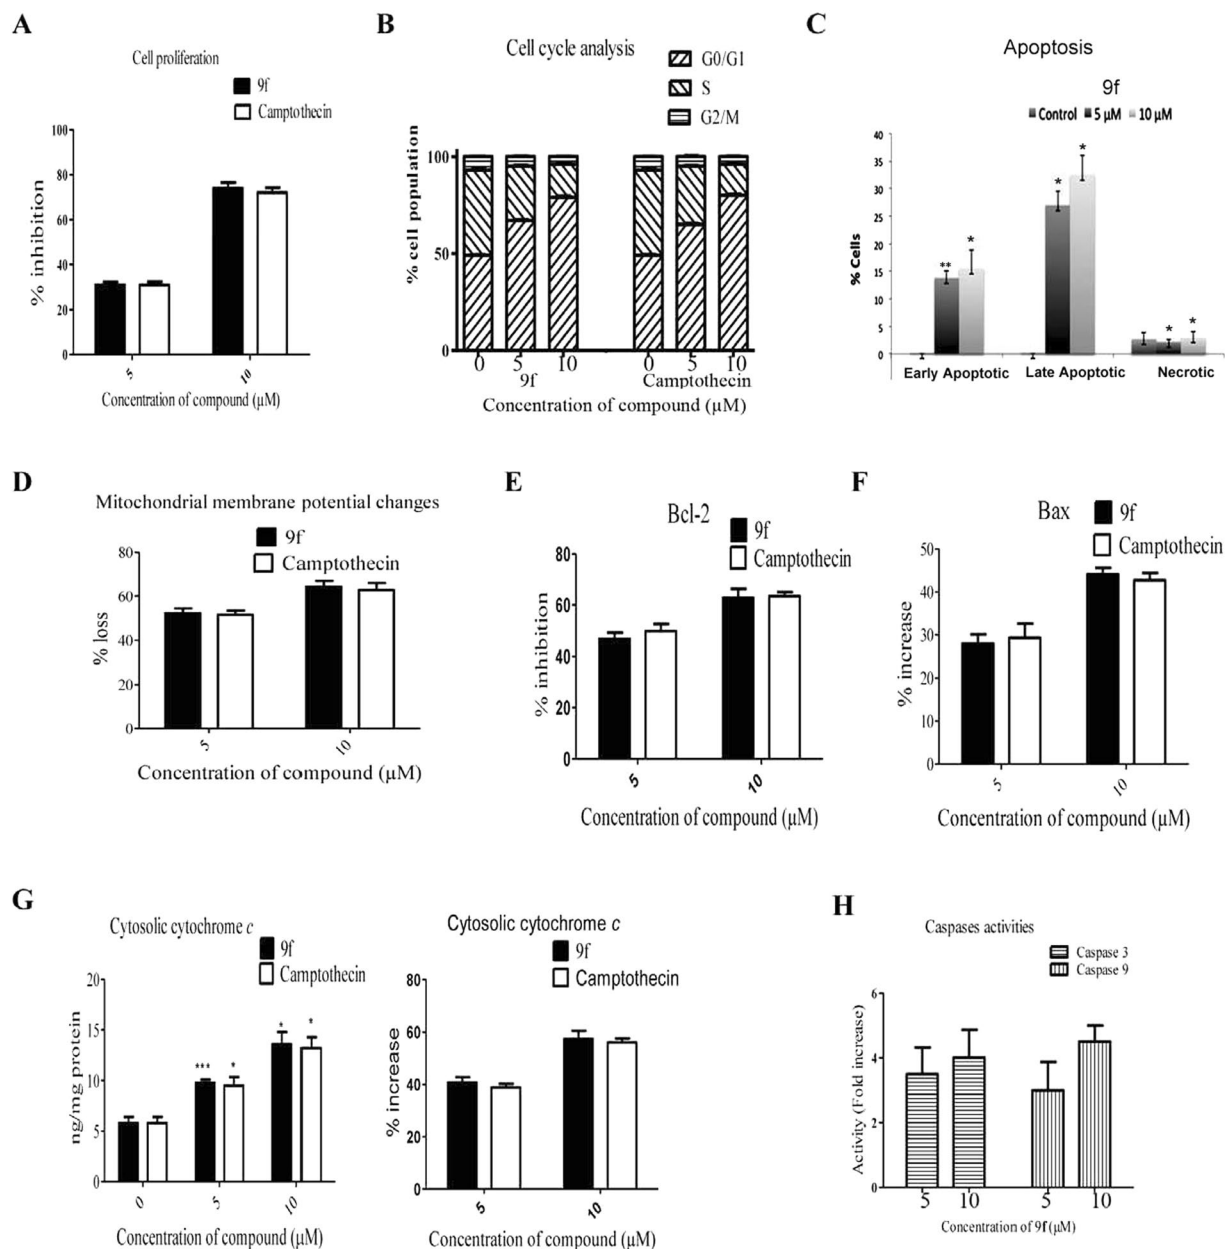 A
Cell proliferation
9f
Camptothecin
100
80
60
40
20
0
% inhibition
5
10
Concentration of compound (µM)
B
Cell cycle analysis
G0/G1
S
G2/M
100
50
0
% cell population
0 5 10 0 5 10
9f Camptothecin
Concentration of compound (µM)
C
Apoptosis
9f
Control 5 µM 10 µM
40
35
30
25
20
15
10
5
0
% Cells
** * * * * *
Early Apoptotic Late Apoptotic Necrotic
D
Mitochondrial membrane potential changes
9f
Camptothecin
80
60
40
20
0
% loss
5
10
Concentration of compound (µM)
E
Bcl-2
9f
Camptothecin
80
60
40
20
0
% inhibition
5
10
Concentration of compound (µM)
F
Bax
9f
Camptothecin
50
40
30
20
10
0
% increase
5
10
Concentration of compound (µM)
G
Cytosolic cytochrome c
9f
Camptothecin
20
15
10
5
0
ng/mg protein
*** * * *
0
5
10
Concentration of compound (µM)
Cytosolic cytochrome c
9f
Camptothecin
80
60
40
20
0
% increase
5
10
Concentration of compound (µM)
H
Caspases activities
Caspase 3
Caspase 9
6
4
2
0
Activity (Fold increase)
5 10 5 10
Concentration of 9f (µM)